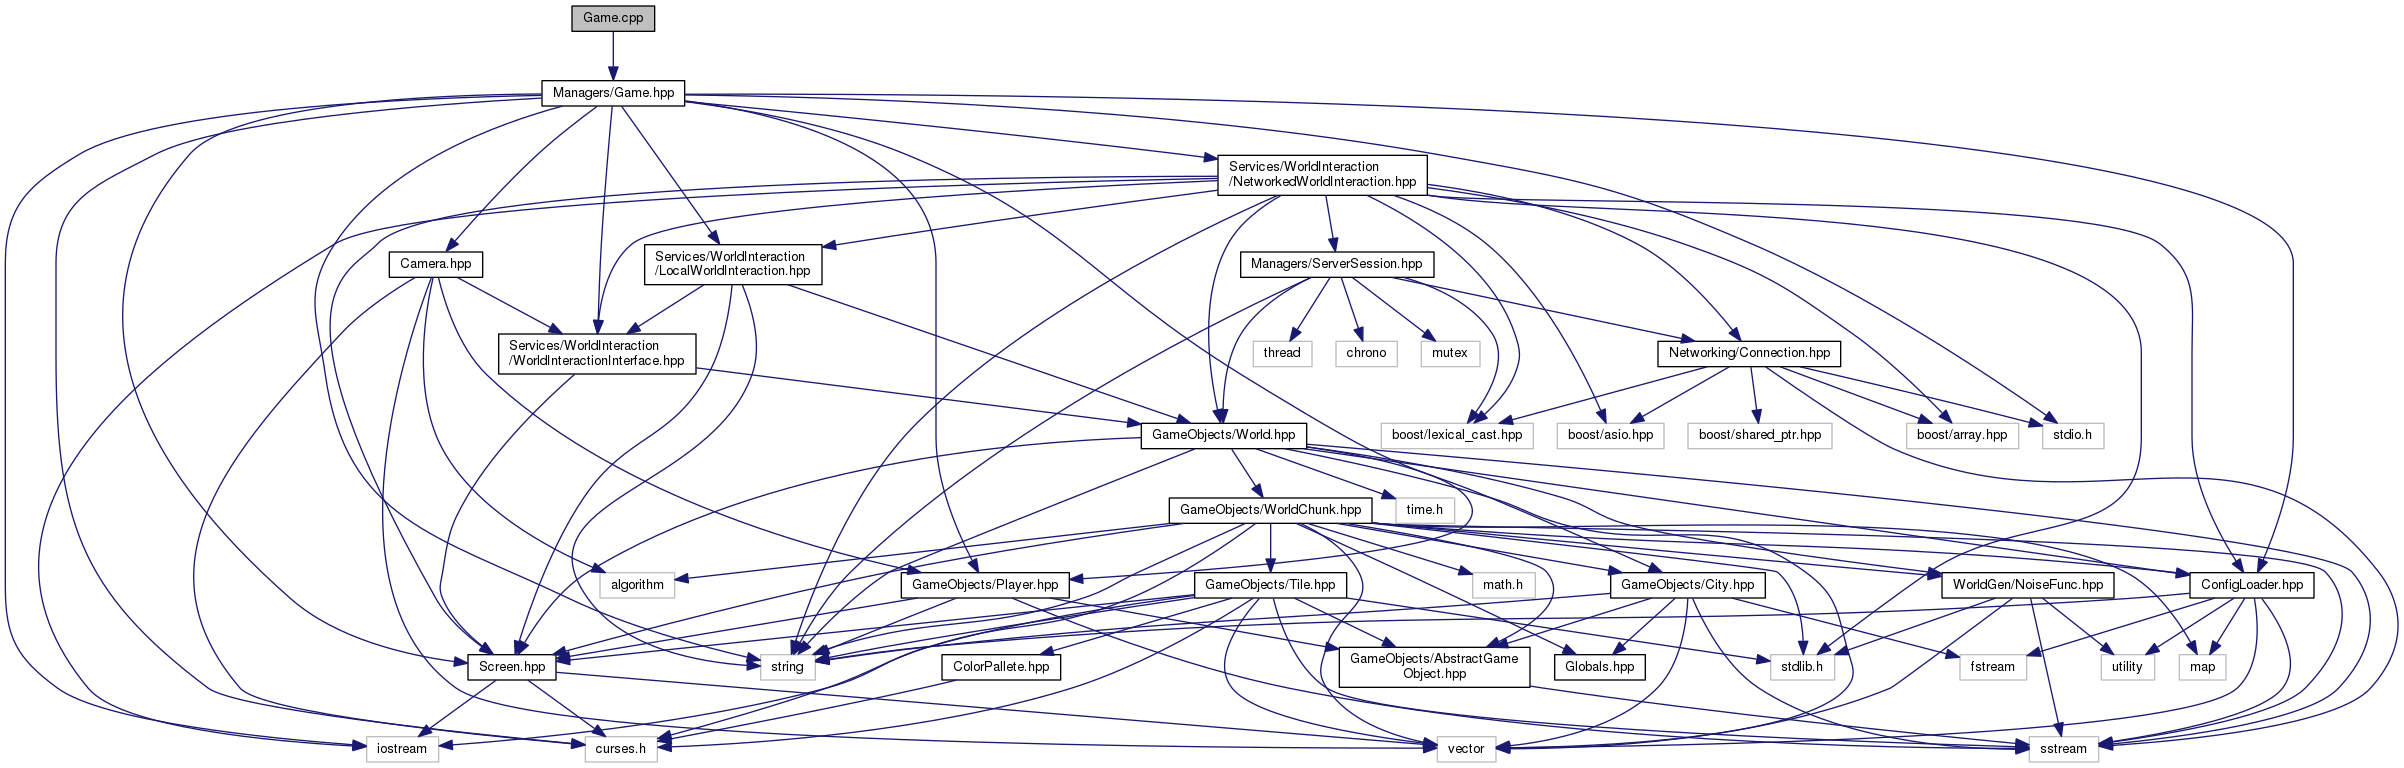 Game.cpp
Managers/Game.hpp
Services/WorldInteraction
/NetworkedWorldInteraction.hpp
Camera.hpp
Services/WorldInteraction
/LocalWorldInteraction.hpp
Managers/ServerSession.hpp
Services/WorldInteraction
/WorldInteractionInterface.hpp
thread
chrono
mutex
Networking/Connection.hpp
GameObjects/World.hpp
boost/lexical_cast.hpp
boost/asio.hpp
boost/shared_ptr.hpp
boost/array.hpp
stdio.h
GameObjects/WorldChunk.hpp
time.h
algorithm
GameObjects/Player.hpp
GameObjects/Tile.hpp
math.h
GameObjects/City.hpp
WorldGen/NoiseFunc.hpp
ConfigLoader.hpp
Screen.hpp
string
ColorPallete.hpp
GameObjects/AbstractGame
Object.hpp
Globals.hpp
stdlib.h
fstream
utility
map
iostream
curses.h
vector
sstream